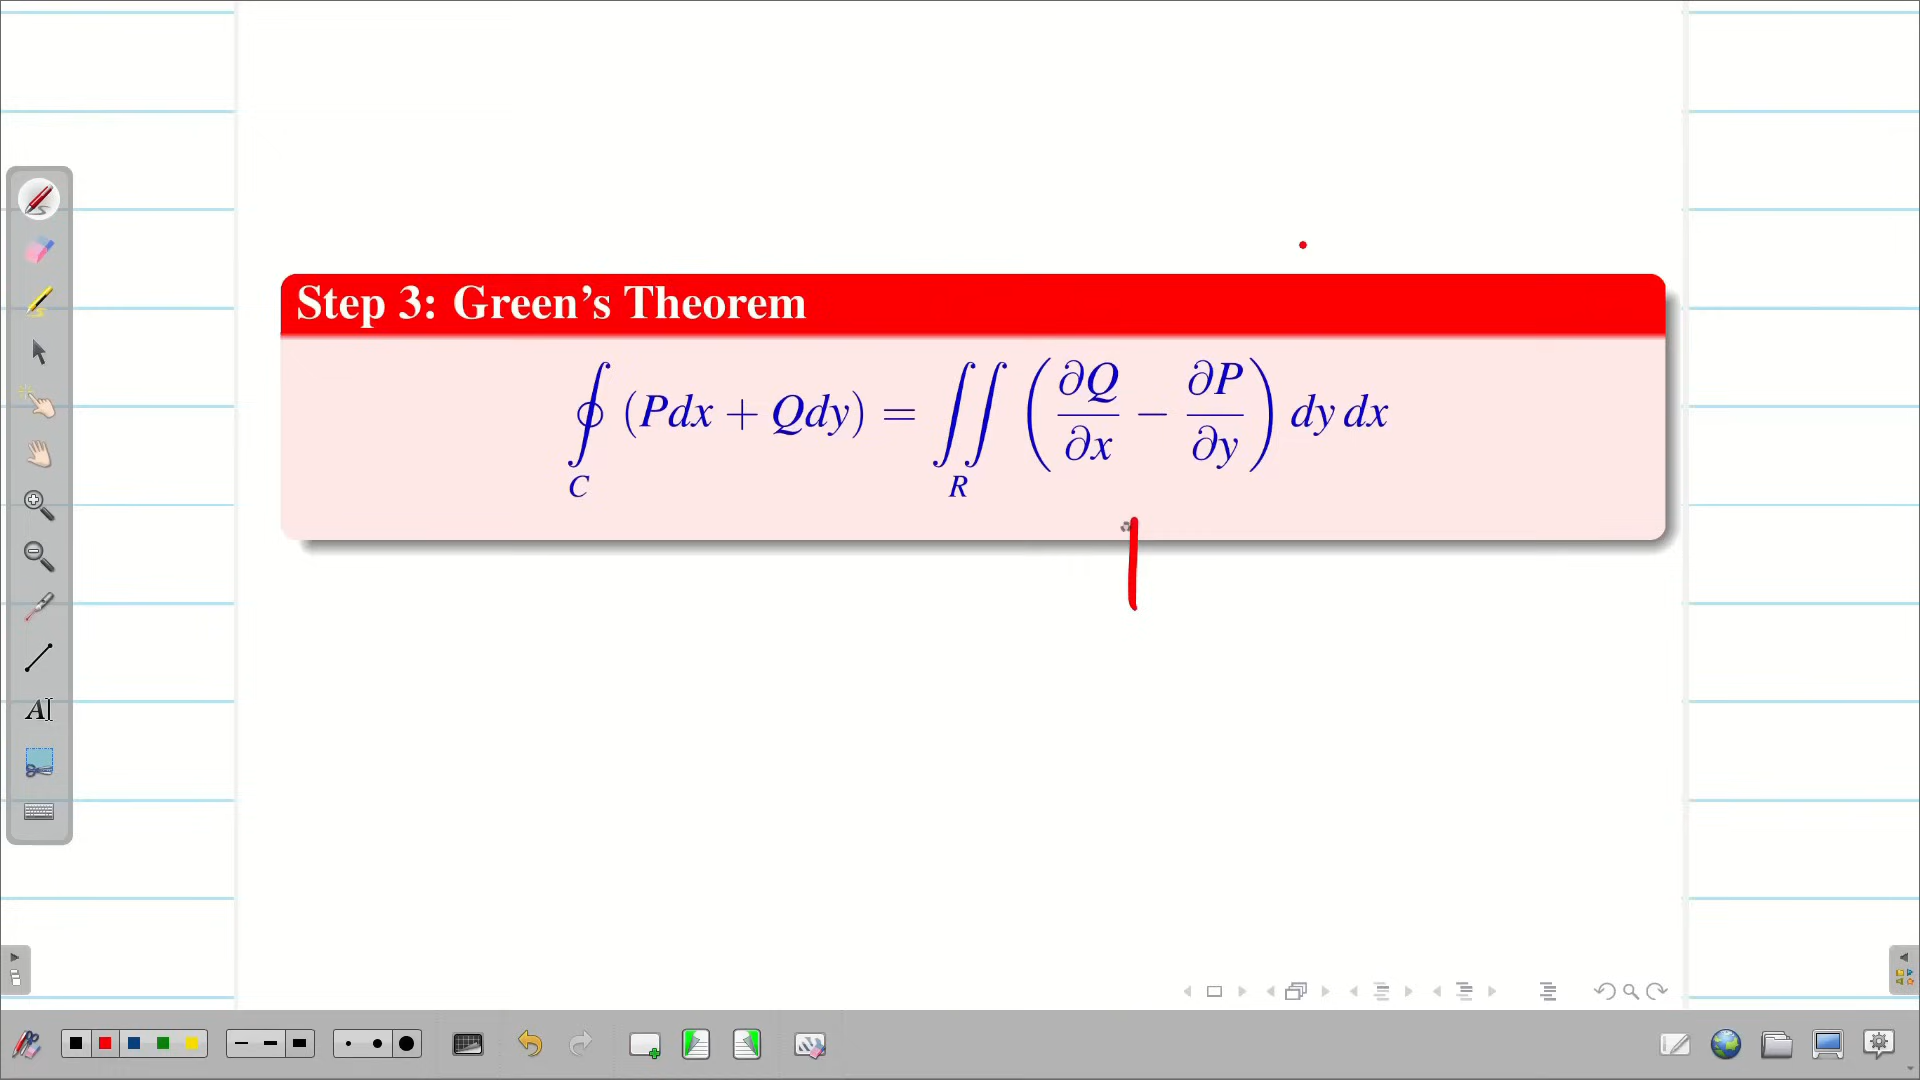 Step 3: Green's Theorem
∮_C (Pdx + Qdy) = ∬_R (∂Q/∂x − ∂P/∂y) dy dx